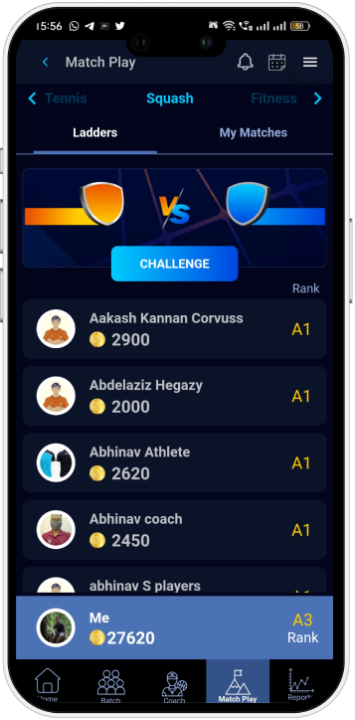 15:56
58
Match Play
Tennis
Squash
Fitness
Ladders
My Matches
VS
CHALLENGE
Rank
Aakash Kannan Corvuss
2900
A1
Abdelaziz Hegazy
2000
A1
Abhinav Athlete
2620
A1
Abhinav coach
2450
A1
abhinav S players
Me
27620
A3
Rank
Home
Batch
Coach
Match Play
Report